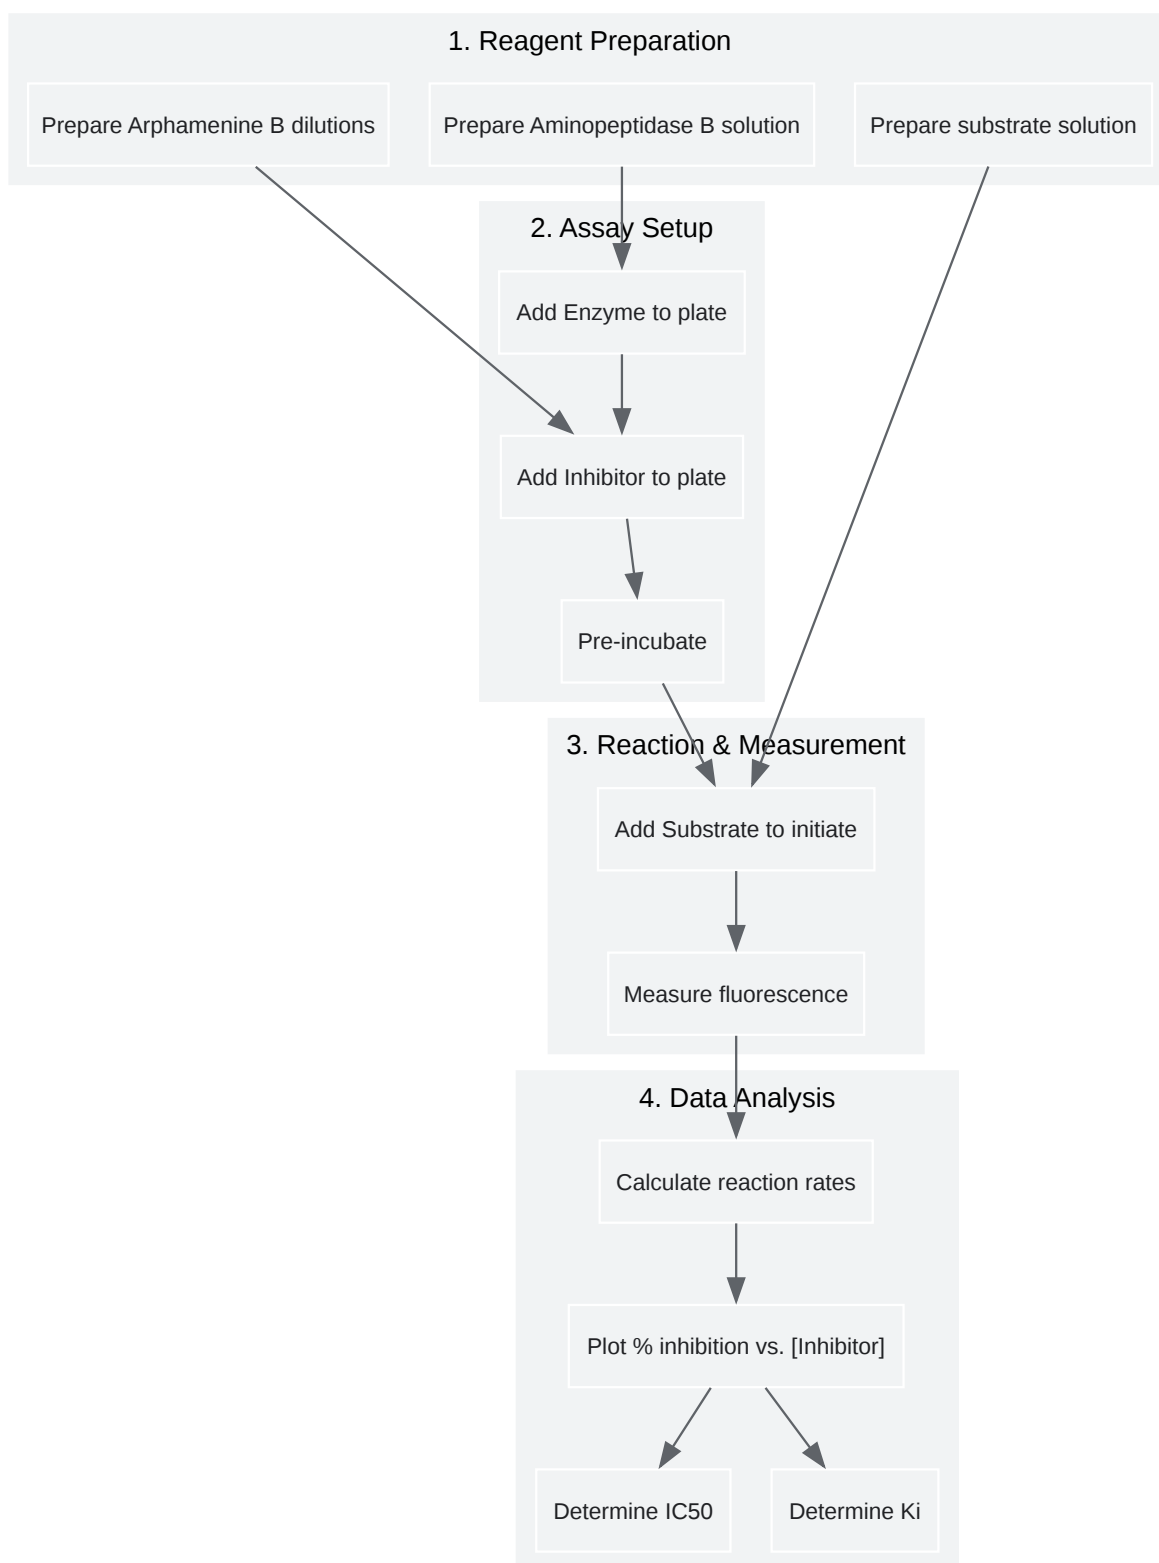 1. Reagent Preparation
Prepare Arphamenine B dilutions
Prepare Aminopeptidase B solution
Prepare substrate solution
2. Assay Setup
Add Enzyme to plate
Add Inhibitor to plate
Pre-incubate
3. Reaction & Measurement
Add Substrate to initiate
Measure fluorescence
4. Data Analysis
Calculate reaction rates
Plot % inhibition vs. [Inhibitor]
Determine IC50
Determine Ki